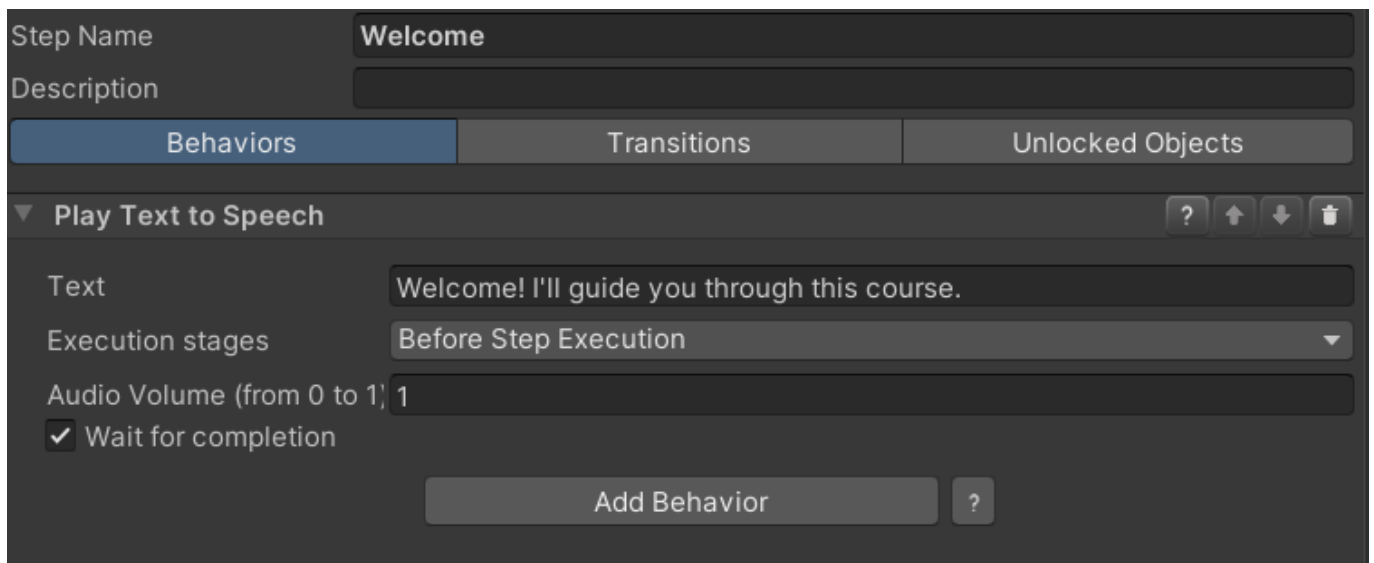 Step Name Welcome
Description
Behaviors Transitions Unlocked Objects
Play Text to Speech ?
Text Welcome! I'll guide you through this course.
Execution stages Before Step Execution
Audio Volume (from 0 to 1) 1
Wait for completion
Add Behavior ?